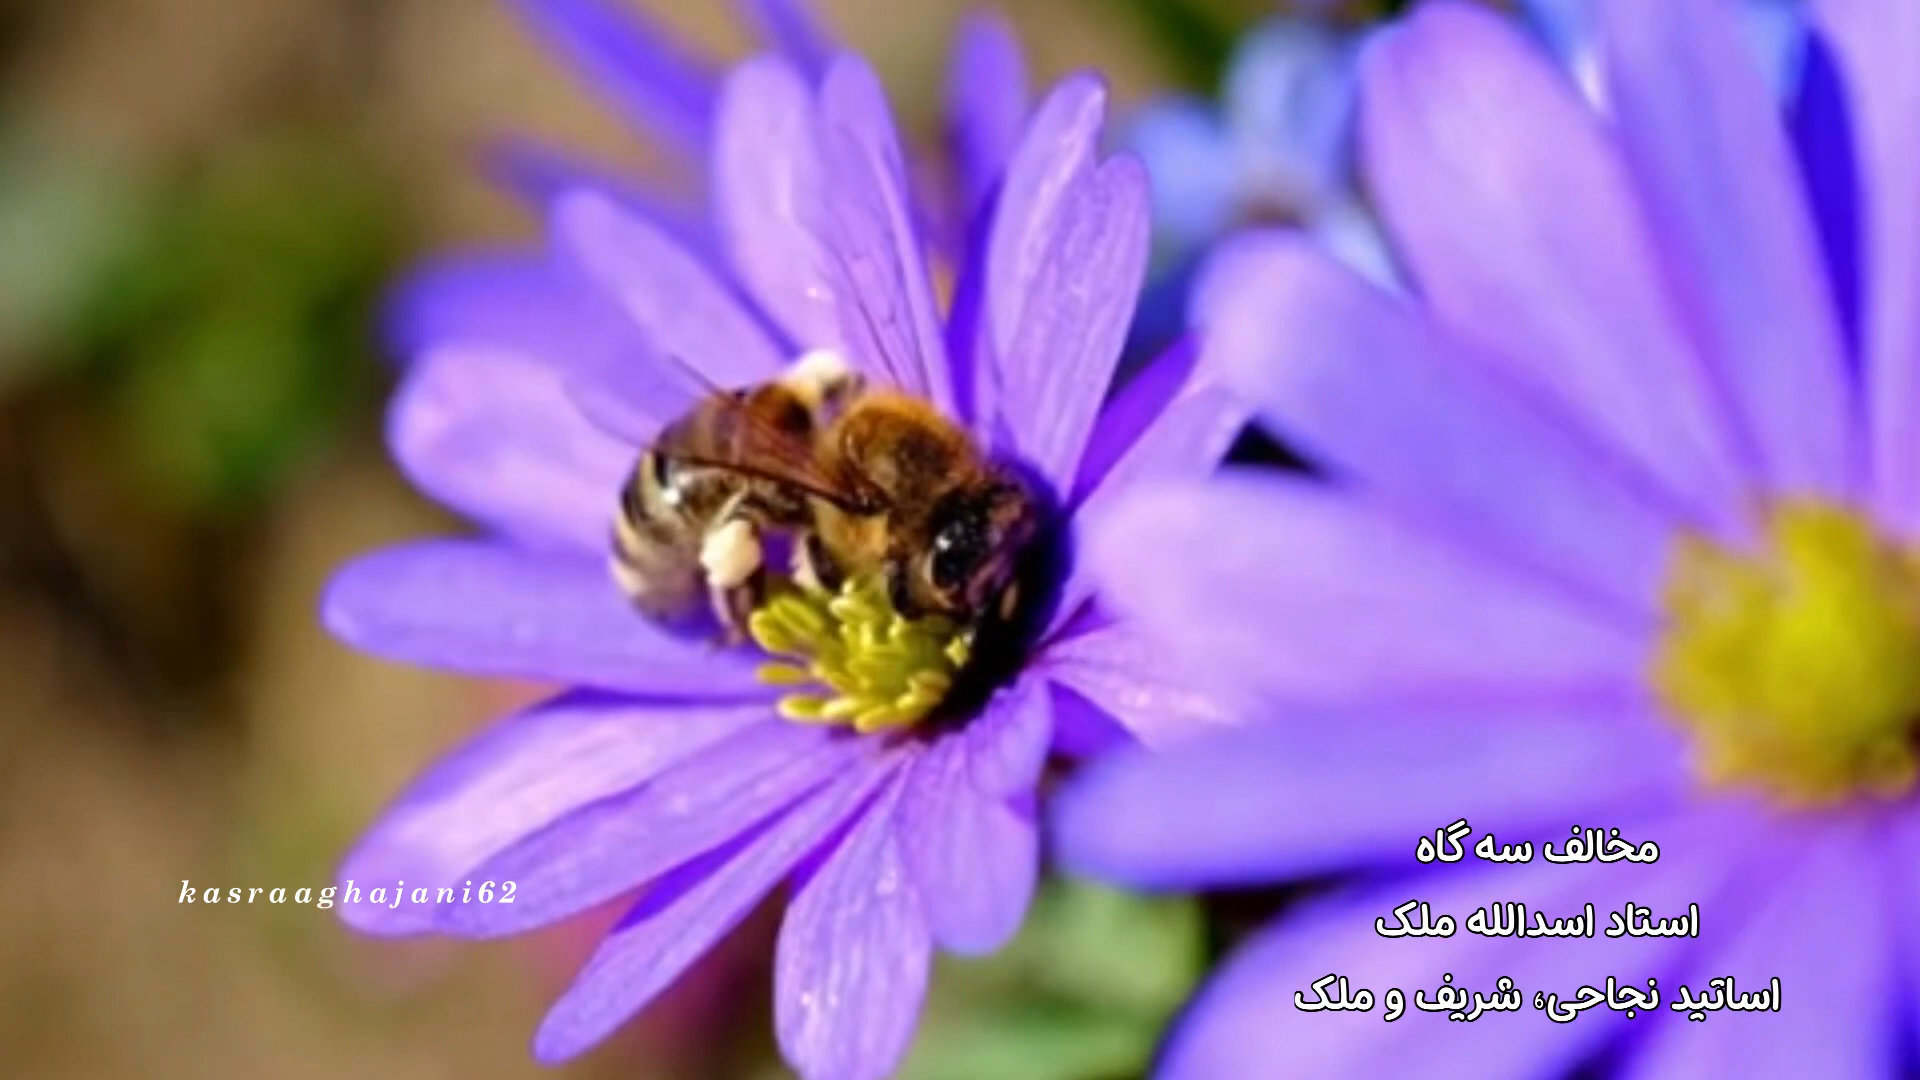 مخالف سه گاه
استاد اسدالله ملک
اساتید نجاحی، شریف و ملک
kasraaghajani62